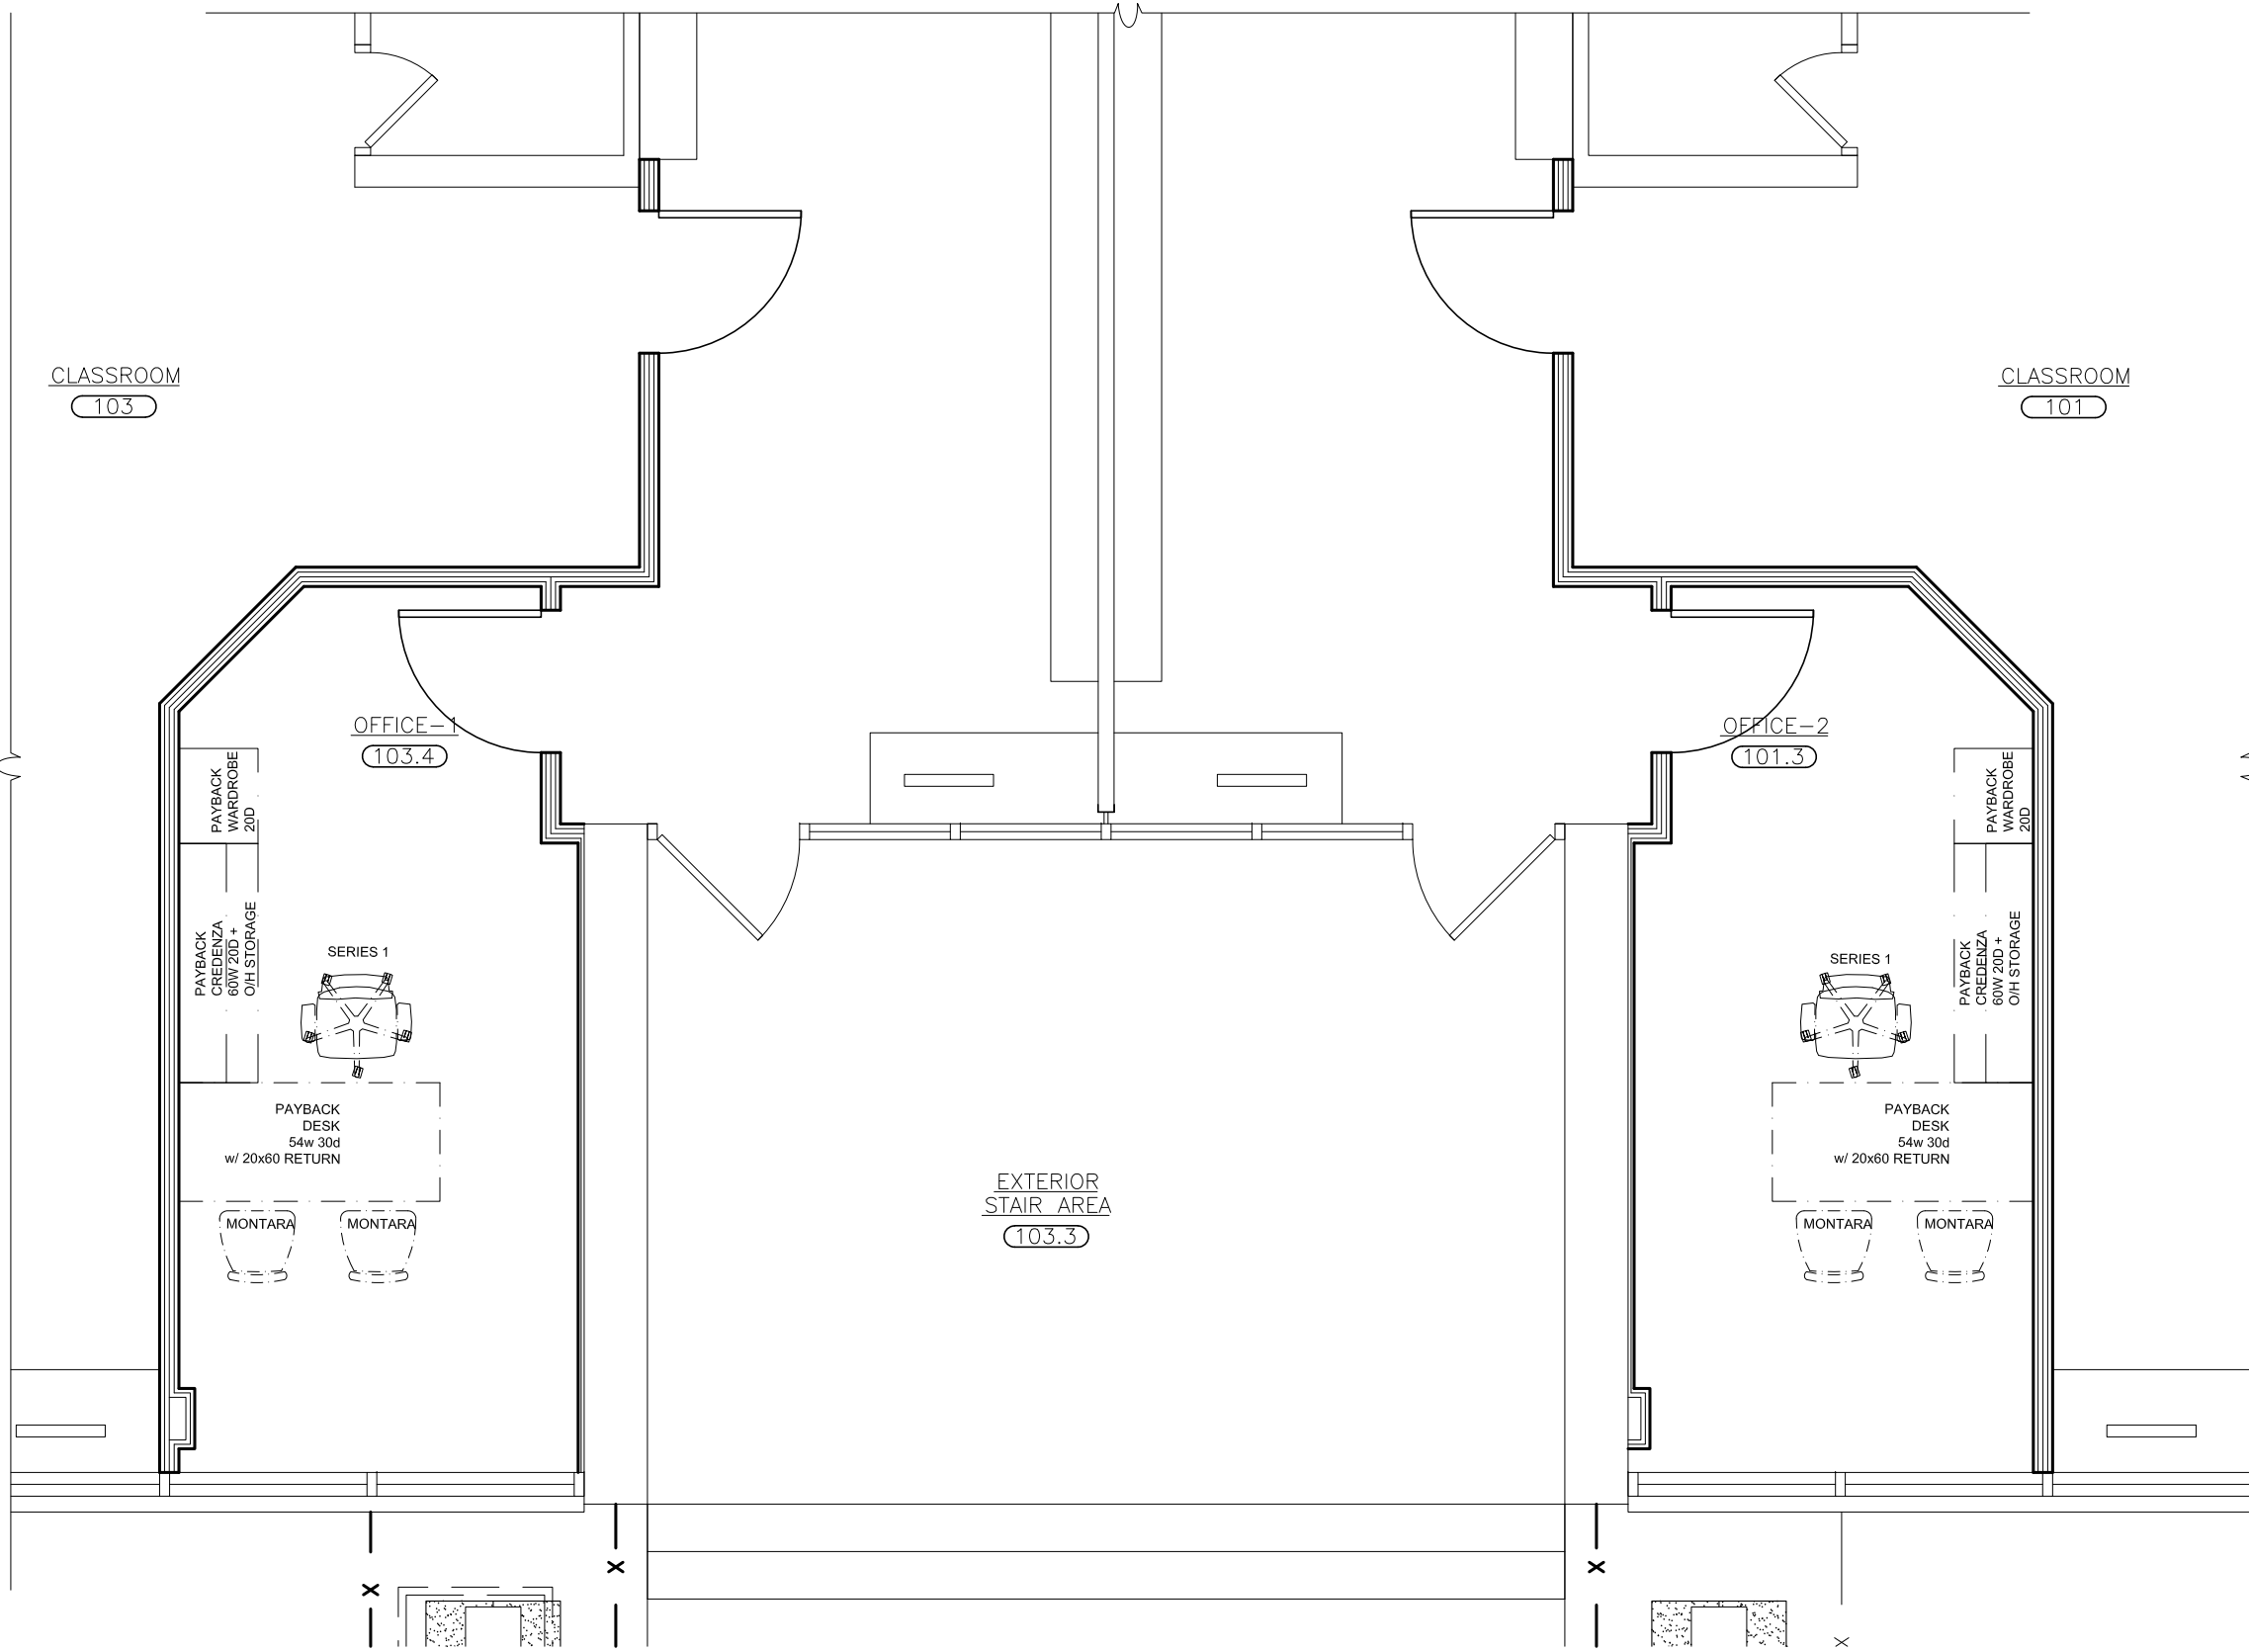 CLASSROOM
103
CLASSROOM
101
OFFICE-1
103.4
OFFICE-2
101.3
PAYBACK
WARDROBE
20D
PAYBACK
WARDROBE
20D
PAYBACK
CREDENZA
60W 20D +
O/H STORAGE
SERIES 1
SERIES 1
PAYBACK
CREDENZA
60W 20D +
O/H STORAGE
PAYBACK
DESK
54w 30d
w/ 20x60 RETURN
PAYBACK
DESK
54w 30d
w/ 20x60 RETURN
MONTARA
MONTARA
EXTERIOR
STAIR AREA
103.3
MONTARA
MONTARA
X
X
X
X